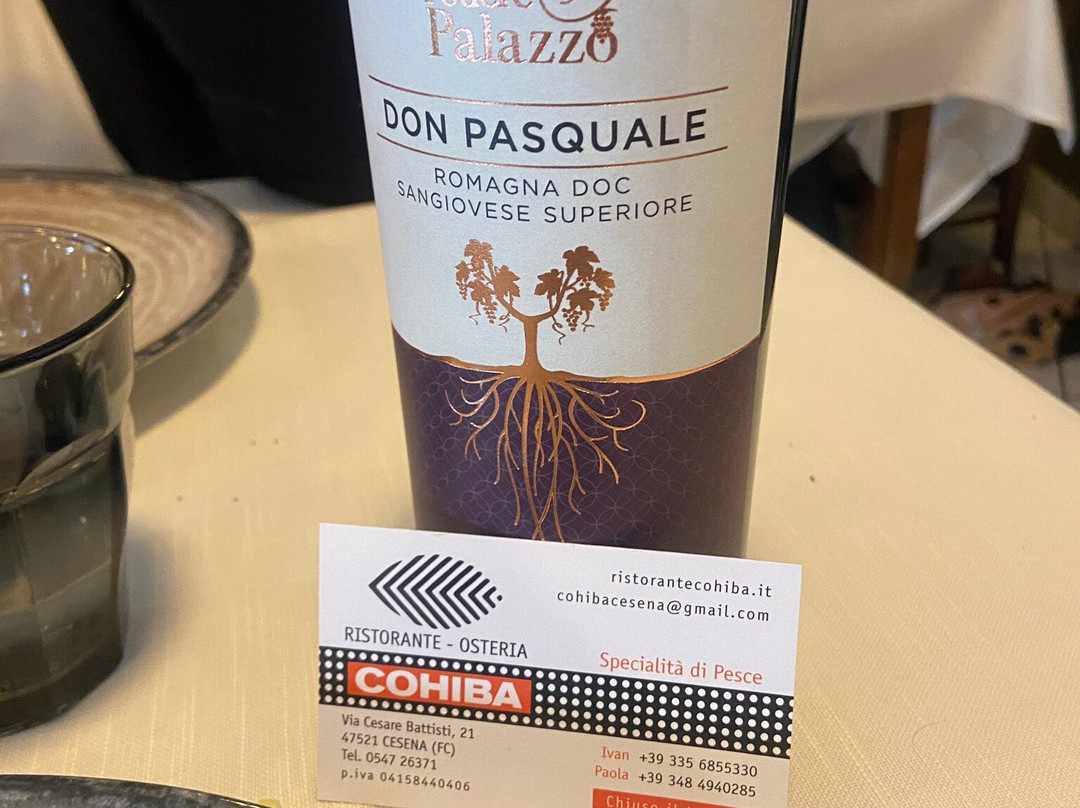 Palazzo
DON PASQUALE
ROMAGNA DOC
SANGIOVESE SUPERIORE
ristorantecohiba.it
cohibacesena@gmail.com
RISTORANTE - OSTERIA
Specialità di Pesce
COHIBA
Via Cesare Battisti, 21
47521 CESENA (FC)
Tel. 0547 26371
p.iva 04158440406
Ivan +39 335 6855330
Paola +39 348 4940285
Chiuso il